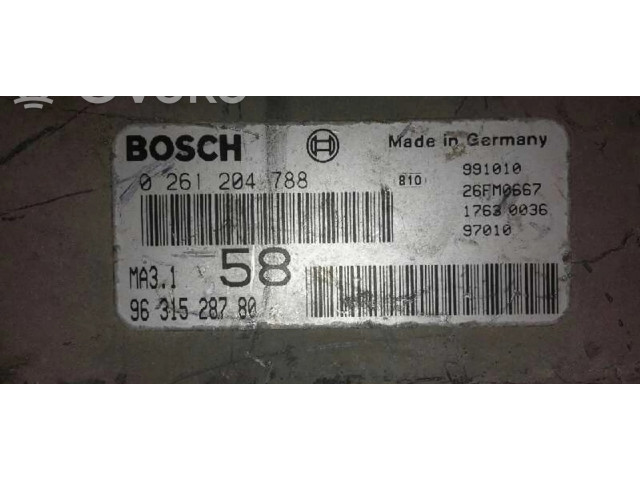 BOSCH
Made in Germany
0 261 204 788
810
991010
26FM0667
1763 0036
97010
MA3.1
58
96 315 287 80